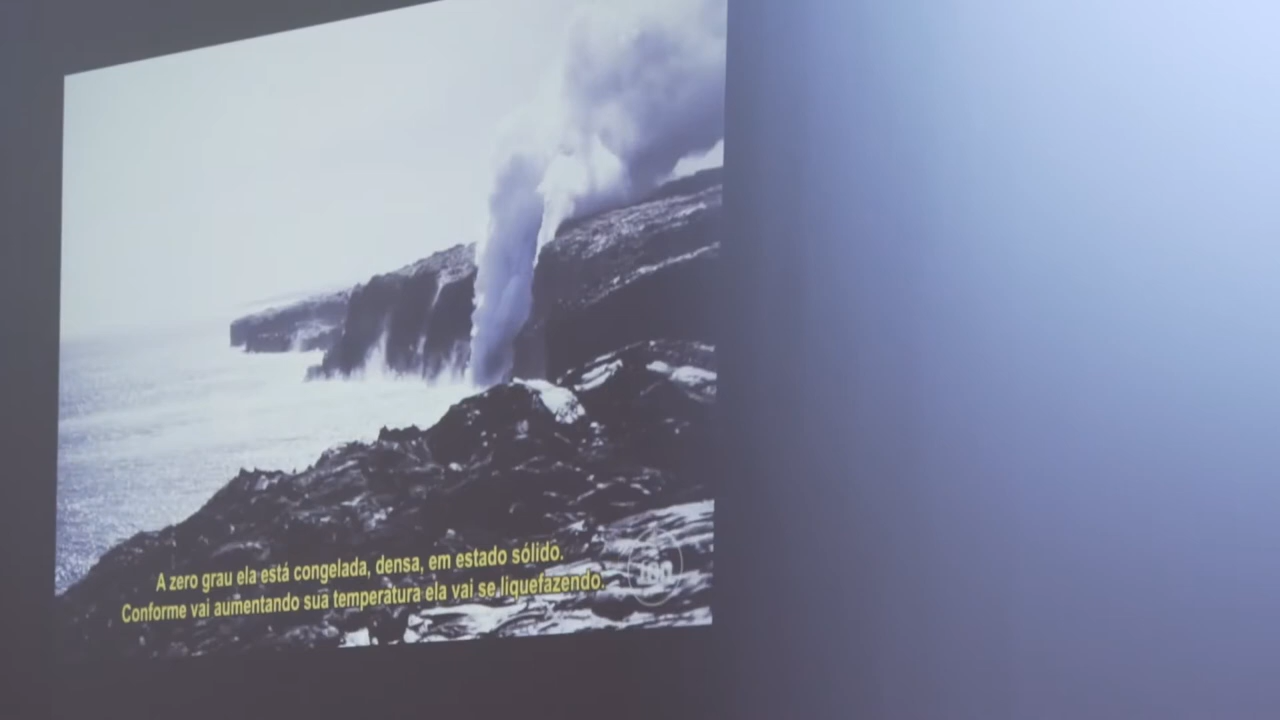 A zero grau ela está congelada, densa, em estado sólido.
Conforme vai aumentando sua temperatura ela vai se liquefazendo.